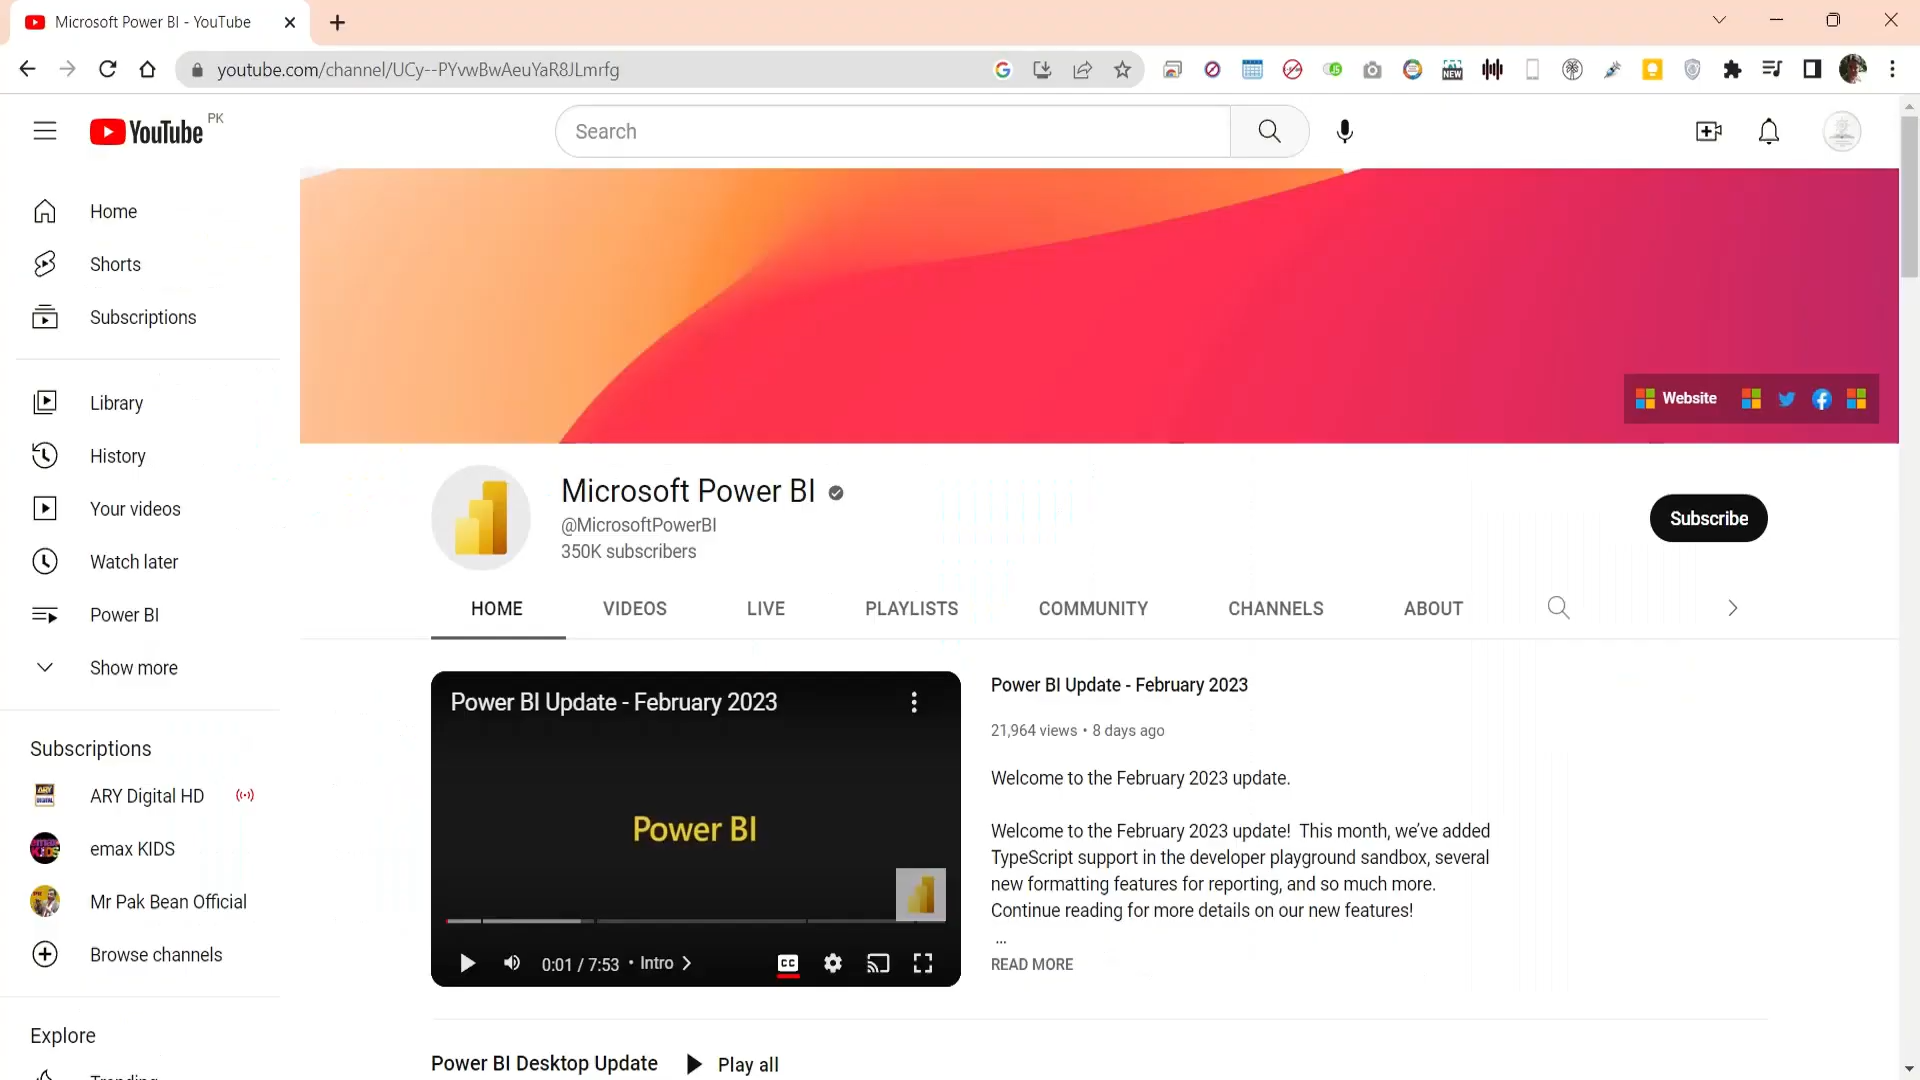 Microsoft Power BI - YouTube
youtube.com/channel/UCy--PYvwBwAeuYaR8JLmrfg
YouTube PK
Search
Home
Shorts
Subscriptions
Library
History
Your videos
Watch later
Power BI
Show more
Subscriptions
ARY Digital HD
emax KIDS
Mr Pak Bean Official
Browse channels
Explore
Trending
Website
Microsoft Power BI
@MicrosoftPowerBI
350K subscribers
Subscribe
HOME VIDEOS LIVE PLAYLISTS COMMUNITY CHANNELS ABOUT
Power BI Update - February 2023
Power BI
CC
0:01 / 7:53 • Intro
Power BI Update - February 2023
21,964 views • 8 days ago
Welcome to the February 2023 update.
Welcome to the February 2023 update! This month, we've added
TypeScript support in the developer playground sandbox, several
new formatting features for reporting, and so much more.
Continue reading for more details on our new features!
...
READ MORE
Power BI Desktop Update Play all